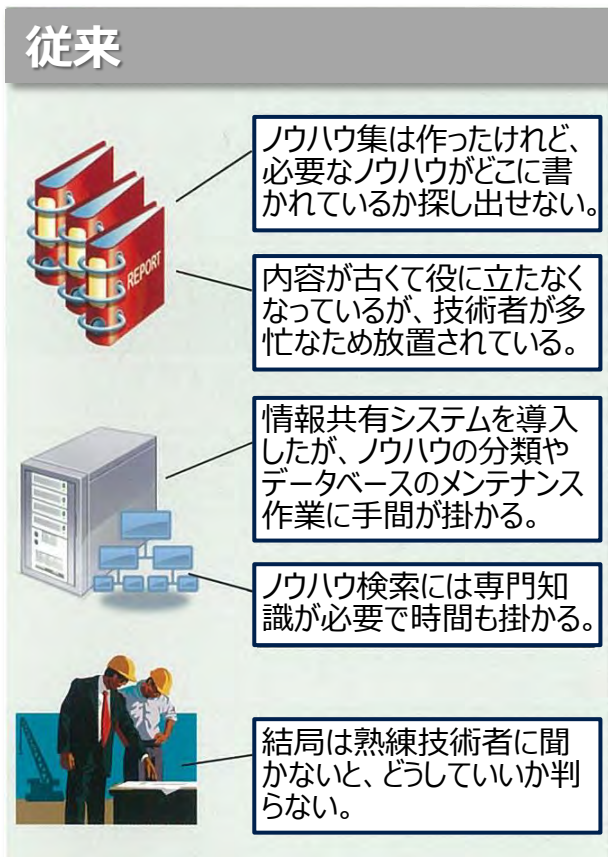 従来
ノウハウ集は作ったけれど、
必要なノウハウがどこに書
かれているか探し出せない。
REPORT
内容が古くて役に立たなく
なっているが、技術者が多
忙なため放置されている。
情報共有システムを導入
したが、ノウハウの分類や
データベースのメンテナンス
作業に手間が掛かる。
ノウハウ検索には専門知
識が必要で時間も掛かる。
結局は熟練技術者に聞
かないと、どうしていいか判
らない。